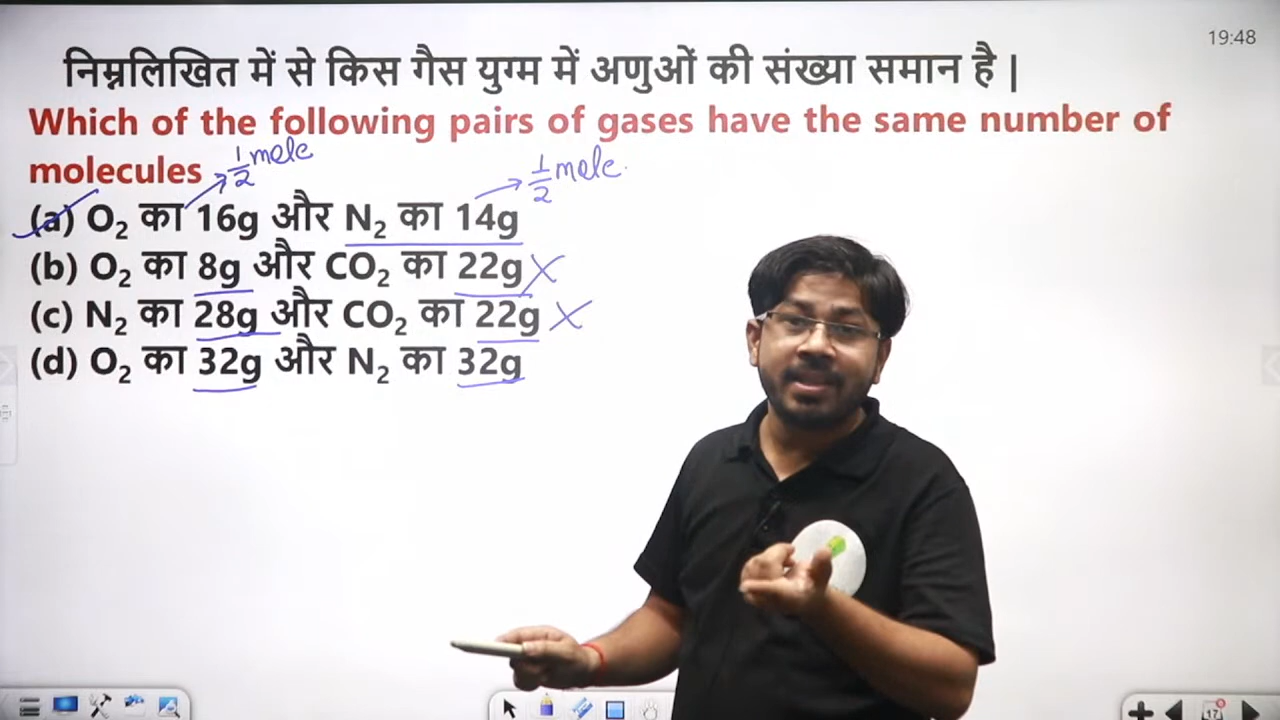 19:48
निम्नलिखित में से किस गैस युग्म में अणुओं की संख्या समान है |
Which of the following pairs of gases have the same number of
molecules
1/2 mole
1/2 mole.
(a) O₂ का 16g और N₂ का 14g
(b) O₂ का 8g और CO₂ का 22g X
(c) N₂ का 28g और CO₂ का 22g X
(d) O₂ का 32g और N₂ का 32g
17